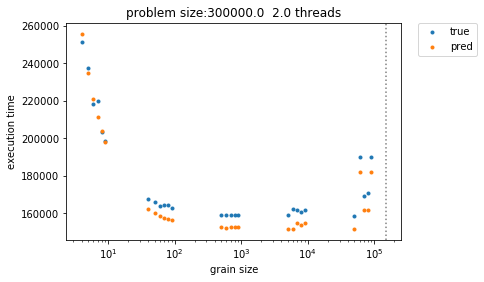 problem size:300000.0  2.0 threads
260000
240000
220000
200000
180000
160000
execution time
10¹
10²
10³
10⁴
10⁵
grain size
true
pred